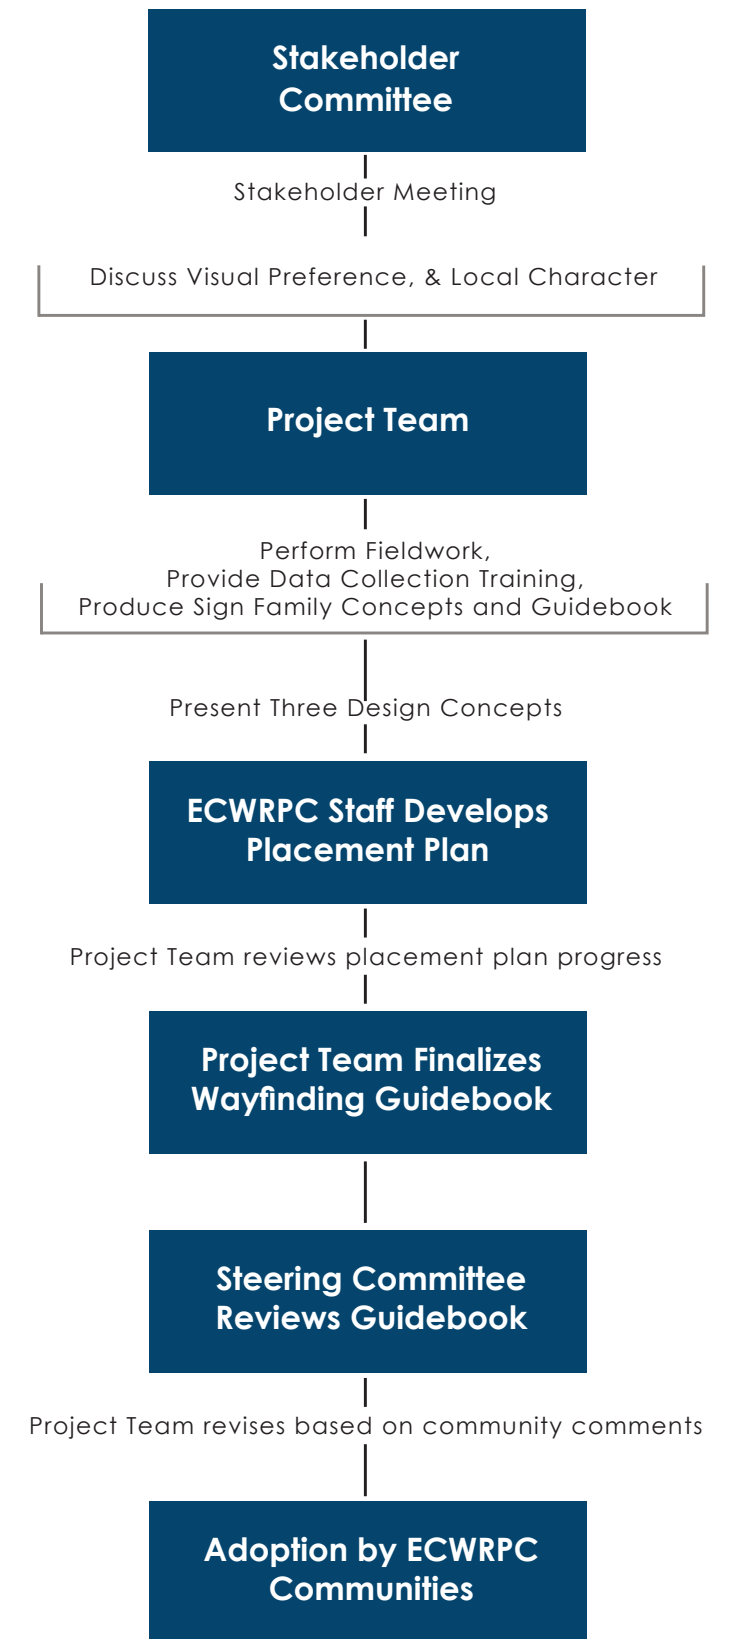 Stakeholder
Committee
Stakeholder Meeting
Discuss Visual Preference, & Local Character
Project Team
Perform Fieldwork,
Provide Data Collection Training,
Produce Sign Family Concepts and Guidebook
Present Three Design Concepts
ECWRPC Staff Develops
Placement Plan
Project Team reviews placement plan progress
Project Team Finalizes
Wayfinding Guidebook
Steering Committee
Reviews Guidebook
Project Team revises based on community comments
Adoption by ECWRPC
Communities